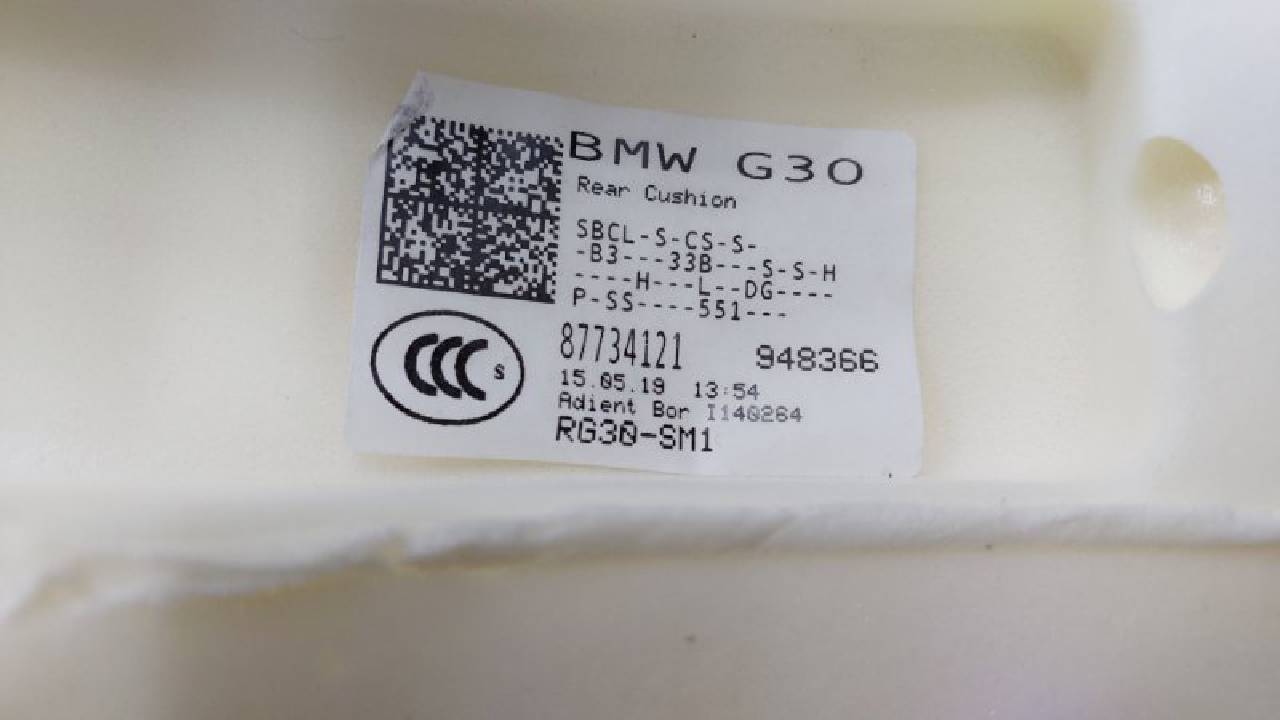 BMW G30
Rear Cushion
SBCL-S-CS-S-
-B3---33B---S-S-H
----H---L--DG----
P-SS----551---
87734121 948366
CCC S
15.05.19 13:54
Adient Bor I140264
RG30-SM1